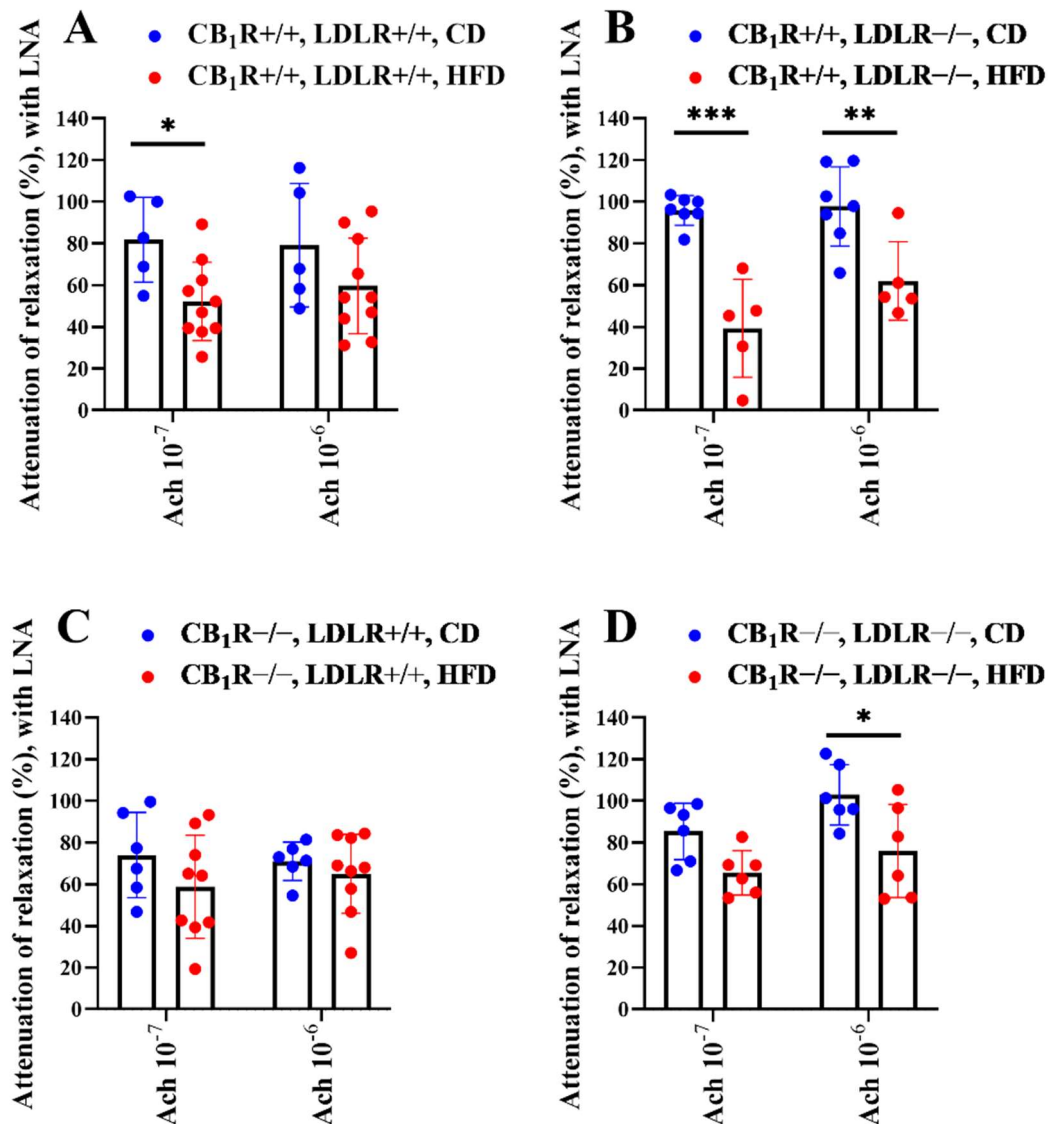 A
CB₁R+/+, LDLR+/+, CD
CB₁R+/+, LDLR+/+, HFD
Attenuation of relaxation (%), with LNA
140
120
100
80
60
40
20
0
*
Ach 10⁻⁷
Ach 10⁻⁶
B
CB₁R+/+, LDLR−/−, CD
CB₁R+/+, LDLR−/−, HFD
Attenuation of relaxation (%), with LNA
140
120
100
80
60
40
20
0
***
**
Ach 10⁻⁷
Ach 10⁻⁶
C
CB₁R−/−, LDLR+/+, CD
CB₁R−/−, LDLR+/+, HFD
Attenuation of relaxation (%), with LNA
140
120
100
80
60
40
20
0
Ach 10⁻⁷
Ach 10⁻⁶
D
CB₁R−/−, LDLR−/−, CD
CB₁R−/−, LDLR−/−, HFD
Attenuation of relaxation (%), with LNA
140
120
100
80
60
40
20
0
*
Ach 10⁻⁷
Ach 10⁻⁶